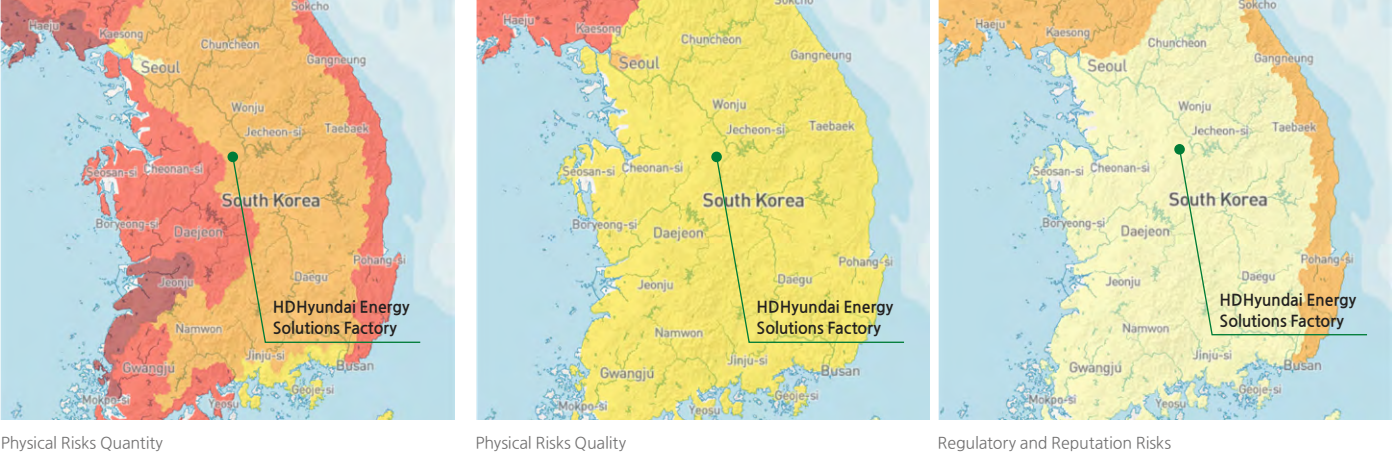 Sokcho
Haeju
Kaesong
Chuncheon
Gangneung
Seoul
Wonju
Jecheon-si
Taebaek
Seosan-si
Cheonan-si
South Korea
Boryeong-si
Daejeon
Pohang-si
Jeonju
Daegu
HDHyundai Energy
Solutions Factory
Namwon
Jinju-si
Gwangju
Busan
Mokpo-si
Yeosu
Geoje-si
Physical Risks Quantity
Sokcho
Haeju
Kaesong
Chuncheon
Gangneung
Seoul
Wonju
Jecheon-si
Taebaek
Seosan-si
Cheonan-si
South Korea
Boryeong-si
Daejeon
Pohang-si
Jeonju
Daegu
HDHyundai Energy
Solutions Factory
Namwon
Jinju-si
Gwangju
Busan
Mokpo-si
Yeosu
Geoje-si
Physical Risks Quality
Sokcho
Haeju
Kaesong
Chuncheon
Gangneung
Seoul
Wonju
Jecheon-si
Taebaek
Seosan-si
Cheonan-si
South Korea
Boryeong-si
Daejeon
Pohang-si
Jeonju
Daegu
HDHyundai Energy
Solutions Factory
Namwon
Jinju-si
Gwangju
Busan
Mokpo-si
Yeosu
Geoje-si
Regulatory and Reputation Risks